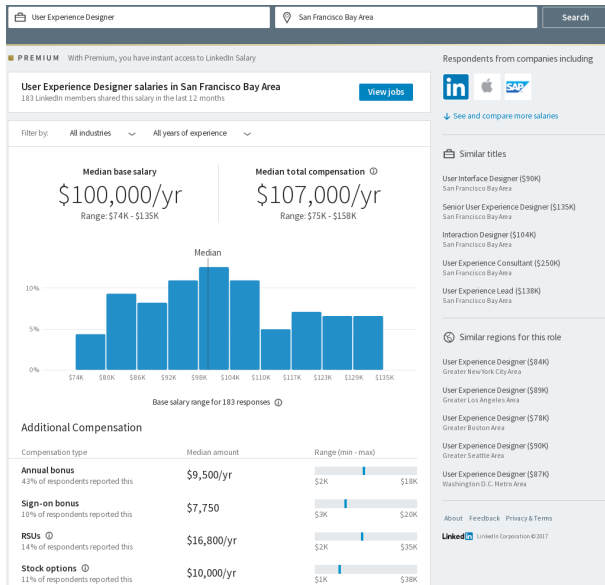 User Experience Designer
San Francisco Bay Area
Search
PREMIUM With Premium, you have instant access to LinkedIn Salary
User Experience Designer salaries in San Francisco Bay Area
183 LinkedIn members shared this salary in the last 12 months
View jobs
Filter by: All industries All years of experience
Median base salary
$100,000/yr
Range: $74K - $135K
Median total compensation
$107,000/yr
Range: $75K - $158K
Median
10%
5%
0%
$74K $80K $86K $92K $98K $104K $110K $117K $123K $129K $135K
Base salary range for 183 responses
Additional Compensation
Compensation type Median amount Range (min - max)
Annual bonus
43% of respondents reported this
$9,500/yr
$2K $18K
Sign-on bonus
10% of respondents reported this
$7,750
$3K $20K
RSUs
14% of respondents reported this
$16,800/yr
$2K $35K
Stock options
11% of respondents reported this
$10,000/yr
$1K $38K
Respondents from companies including
in
SAP
See and compare more salaries
Similar titles
User Interface Designer ($90K)
San Francisco Bay Area
Senior User Experience Designer ($135K)
San Francisco Bay Area
Interaction Designer ($104K)
San Francisco Bay Area
User Experience Consultant ($250K)
San Francisco Bay Area
User Experience Lead ($138K)
San Francisco Bay Area
Similar regions for this role
User Experience Designer ($84K)
Greater New York City Area
User Experience Designer ($89K)
Greater Los Angeles Area
User Experience Designer ($78K)
Greater Boston Area
User Experience Designer ($90K)
Greater Seattle Area
User Experience Designer ($87K)
Washington D.C. Metro Area
About Feedback Privacy & Terms
Linked in LinkedIn Corporation © 2017